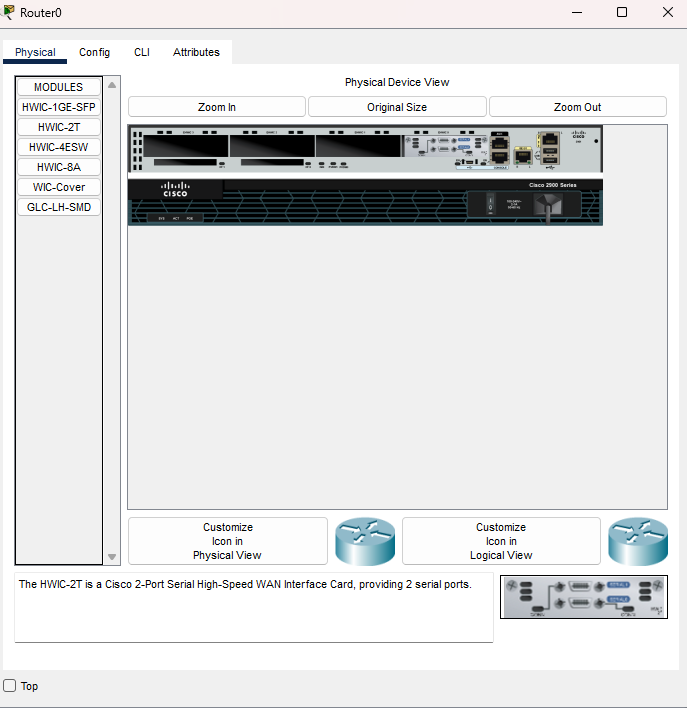 Router0
Physical
Config
CLI
Attributes
MODULES
HWIC-1GE-SFP
HWIC-2T
HWIC-4ESW
HWIC-8A
WIC-Cover
GLC-LH-SMD
Physical Device View
Zoom In
Original Size
Zoom Out
CISCO
Cisco 2900 Series
SYS ACT POE
Customize
Icon in
Physical View
Customize
Icon in
Logical View
The HWIC-2T is a Cisco 2-Port Serial High-Speed WAN Interface Card, providing 2 serial ports.
Top